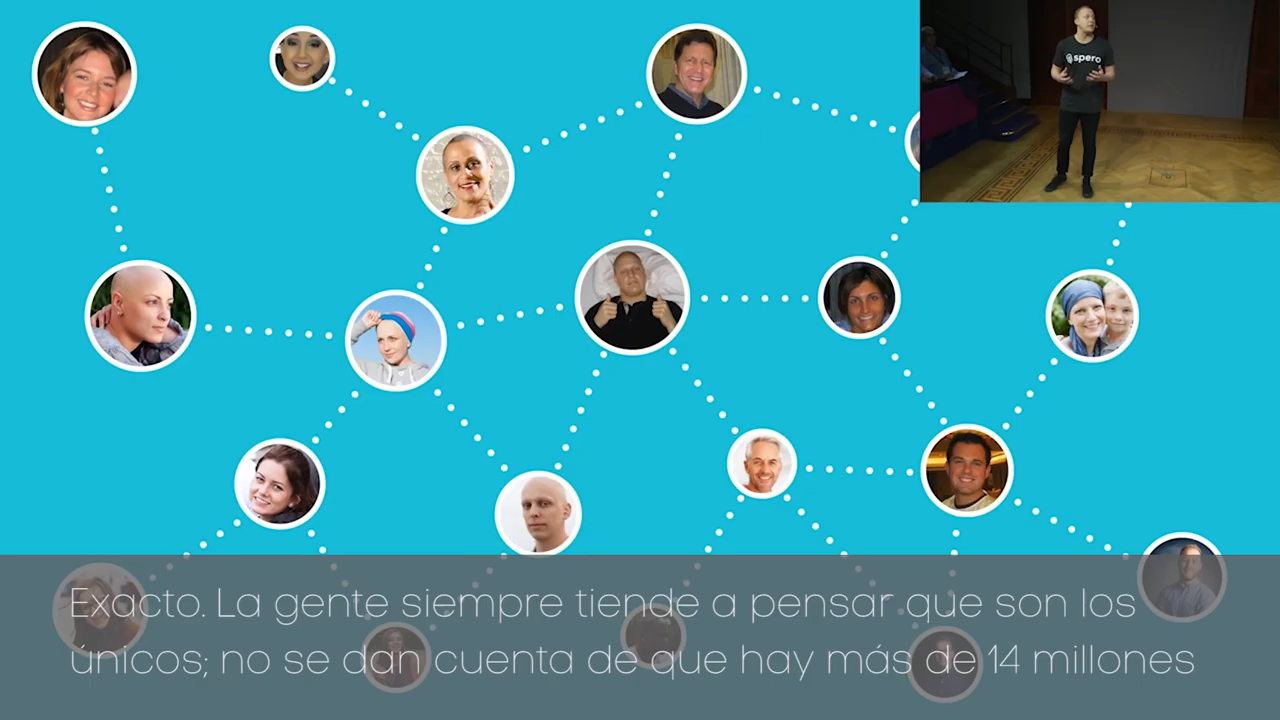 spero
Exacto. La gente siempre tiende a pensar que son los
únicos; no se dan cuenta de que hay más de 14 millones